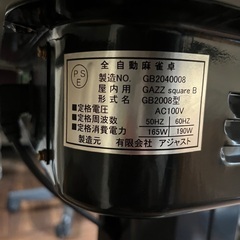 PSE
全自動麻雀卓
製造NO. GB2040008
屋内用 GAZZ square B
形式名 GB2008型
■定格電圧 AC100V
■定格周波数 50HZ 60HZ
■定格消費電力 165W 190W
製造元 有限会社 アジャスト